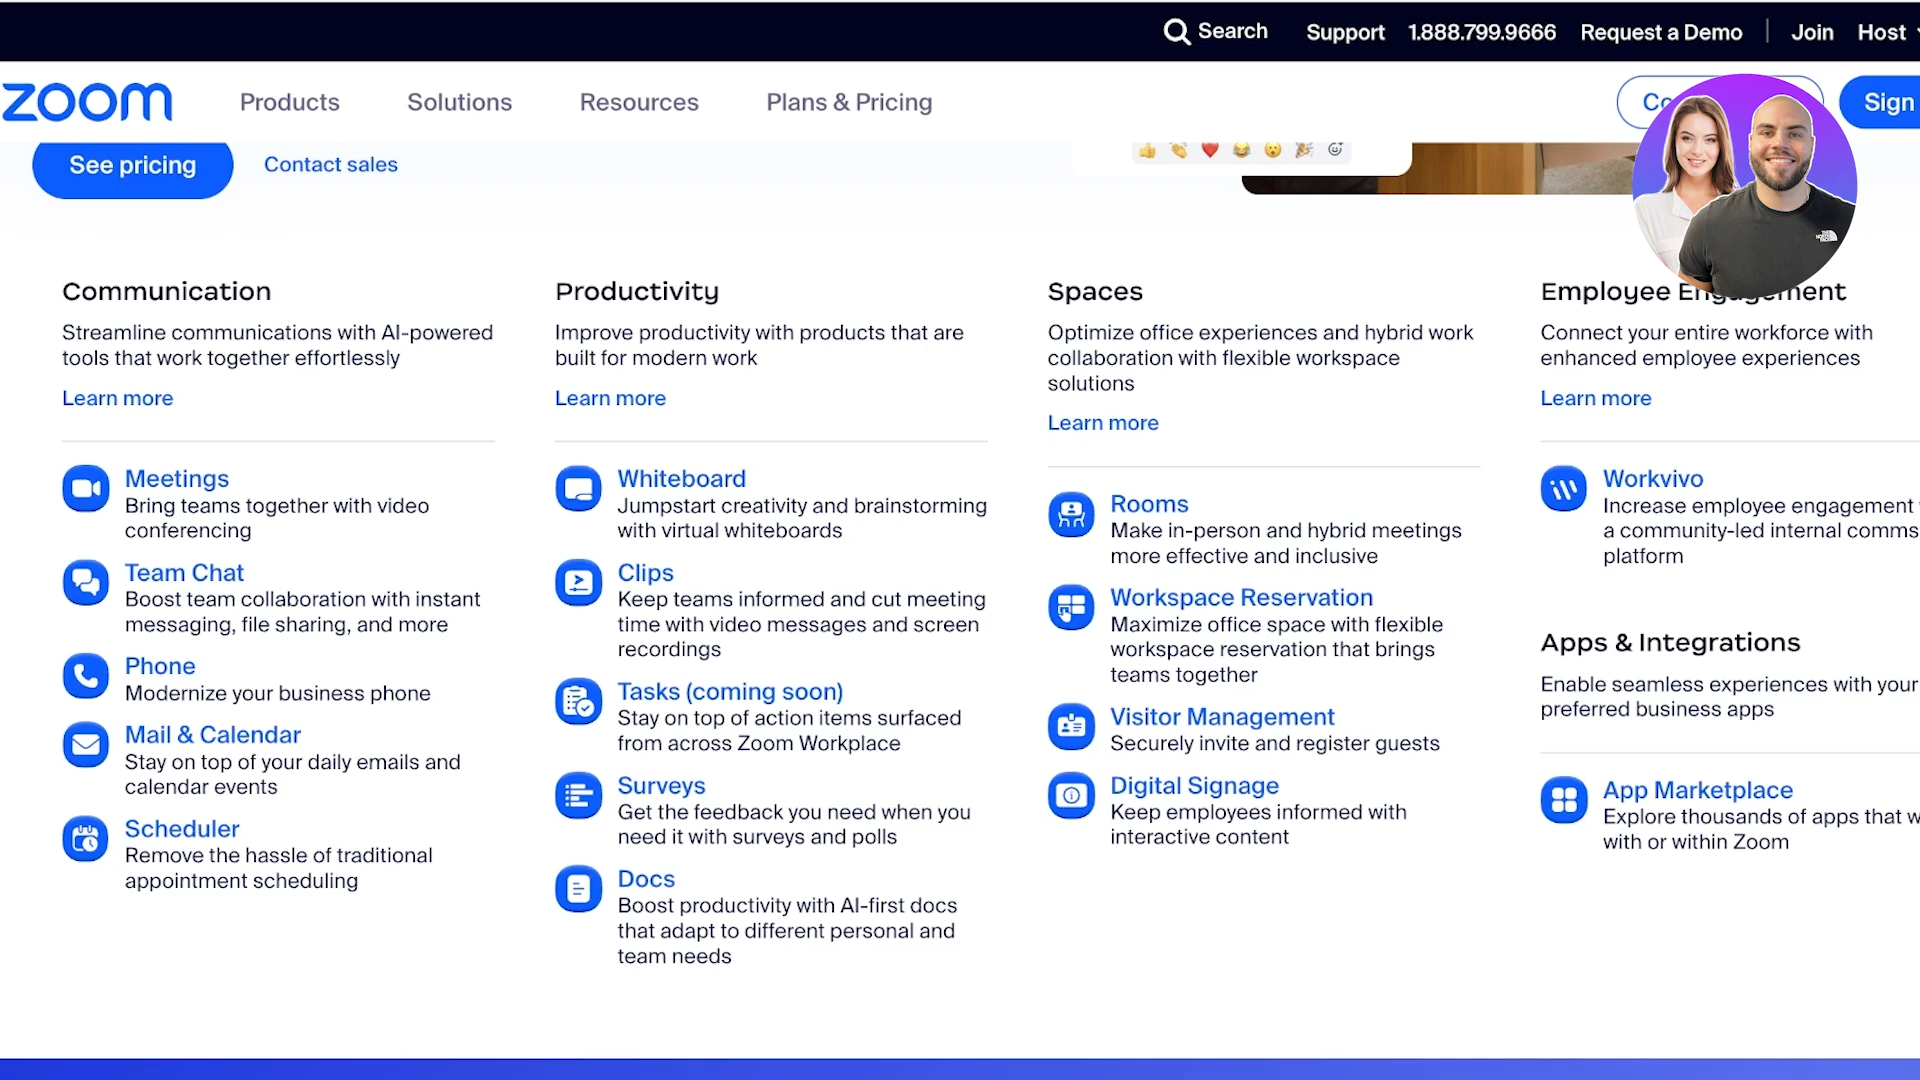 Search
Support
1.888.799.9666
Request a Demo
Join
Host
zoom
Products
Solutions
Resources
Plans & Pricing
Sign
See pricing
Contact sales
Communication
Streamline communications with AI-powered
tools that work together effortlessly
Learn more
Meetings
Bring teams together with video
conferencing
Team Chat
Boost team collaboration with instant
messaging, file sharing, and more
Phone
Modernize your business phone
Mail & Calendar
Stay on top of your daily emails and
calendar events
Scheduler
Remove the hassle of traditional
appointment scheduling
Productivity
Improve productivity with products that are
built for modern work
Learn more
Whiteboard
Jumpstart creativity and brainstorming
with virtual whiteboards
Clips
Keep teams informed and cut meeting
time with video messages and screen
recordings
Tasks (coming soon)
Stay on top of action items surfaced
from across Zoom Workplace
Surveys
Get the feedback you need when you
need it with surveys and polls
Docs
Boost productivity with AI-first docs
that adapt to different personal and
team needs
Spaces
Optimize office experiences and hybrid work
collaboration with flexible workspace
solutions
Learn more
Rooms
Make in-person and hybrid meetings
more effective and inclusive
Workspace Reservation
Maximize office space with flexible
workspace reservation that brings
teams together
Visitor Management
Securely invite and register guests
Digital Signage
Keep employees informed with
interactive content
Employee Engagement
Connect your entire workforce with
enhanced employee experiences
Learn more
Workvivo
Increase employee engagement
a community-led internal comms
platform
Apps & Integrations
Enable seamless experiences with your
preferred business apps
App Marketplace
Explore thousands of apps that
with or within Zoom